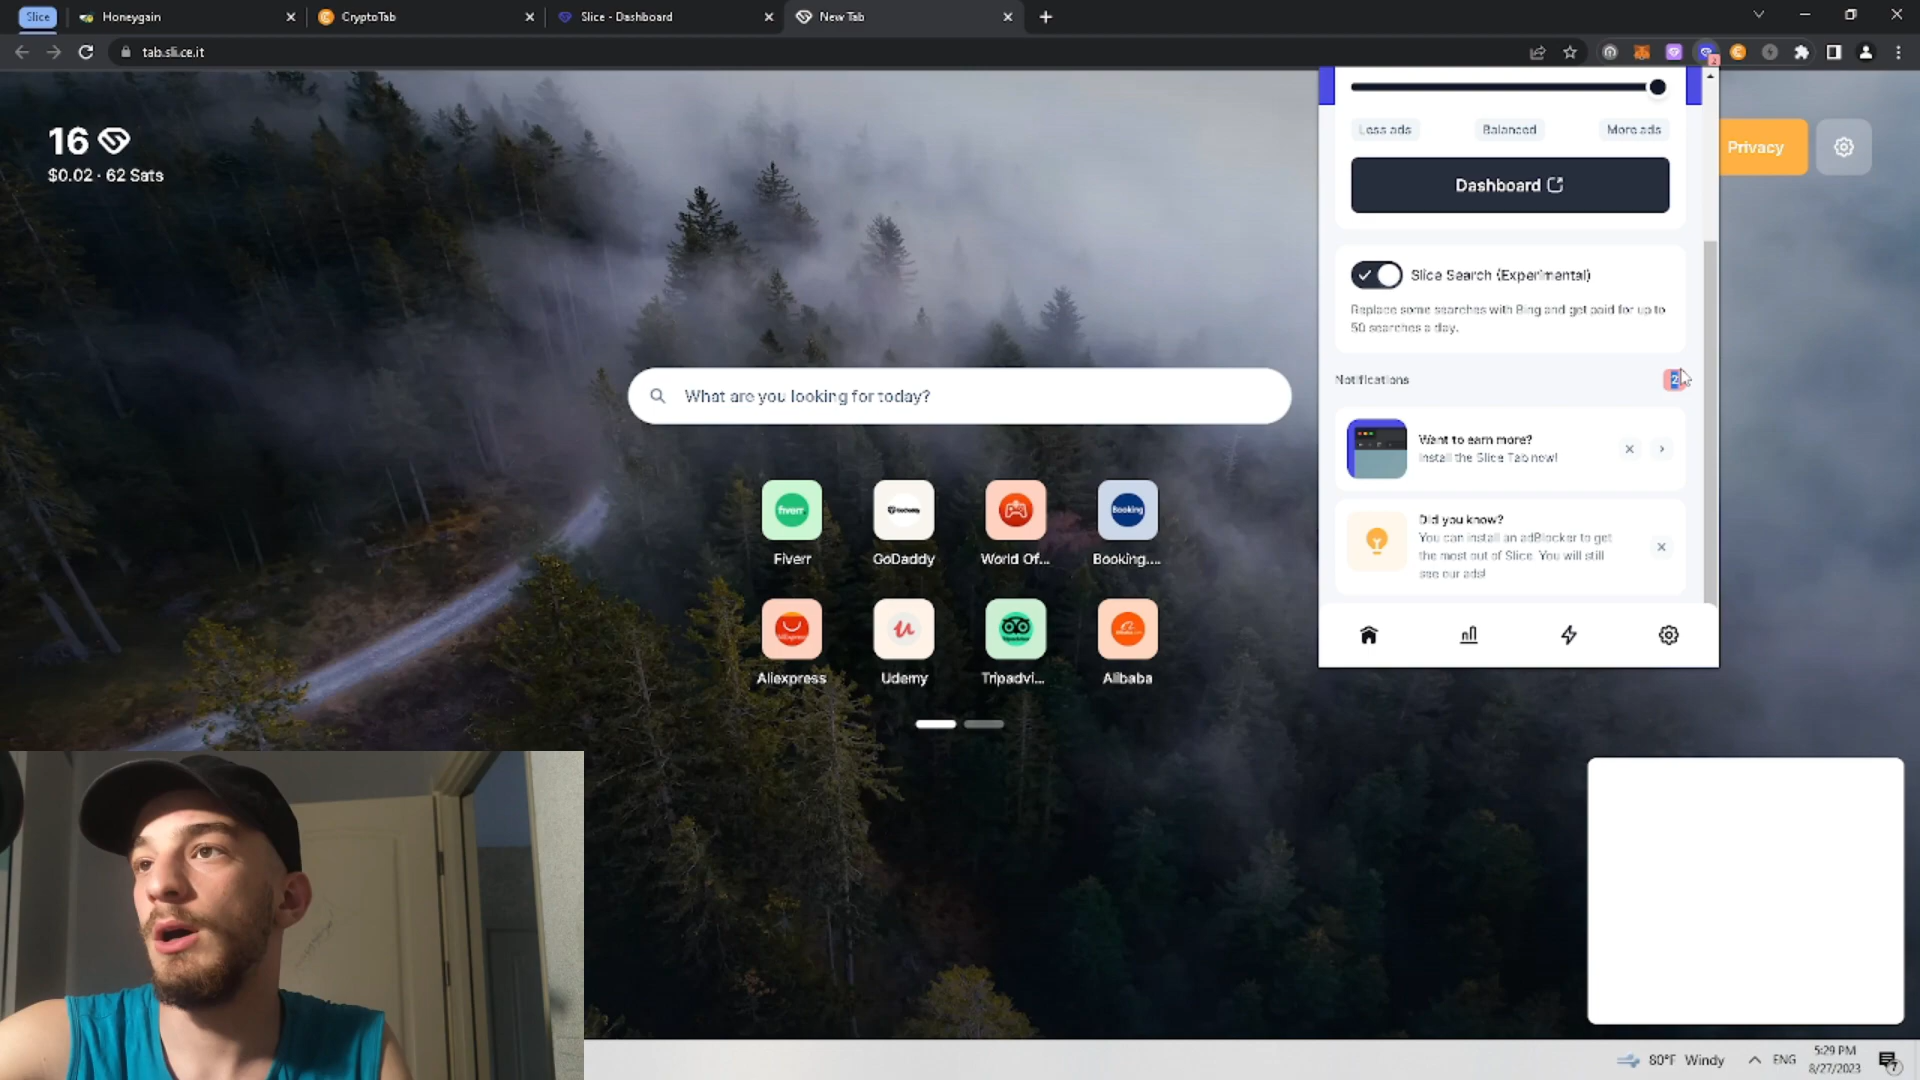 Slice
Honeygain
CryptoTab
Slice - Dashboard
New Tab
tab.slice.it
16
$0.02 · 62 Sats
Less ads
Balanced
More ads
Privacy
Dashboard
Slice Search (Experimental)
Replace some searches with Bing and get paid for up to
50 searches a day.
Notifications
2
What are you looking for today?
Want to earn more?
Install the Slice Tab now!
Did you know?
You can install an adBlocker to get
the most out of Slice. You will still
see our ads!
fiverr
Booking
Fiverr
GoDaddy
World Of...
Booking....
Aliexpress
Udemy
Tripadvi...
Alibaba
80°F Windy
ENG
5:29 PM
8/27/2023
7